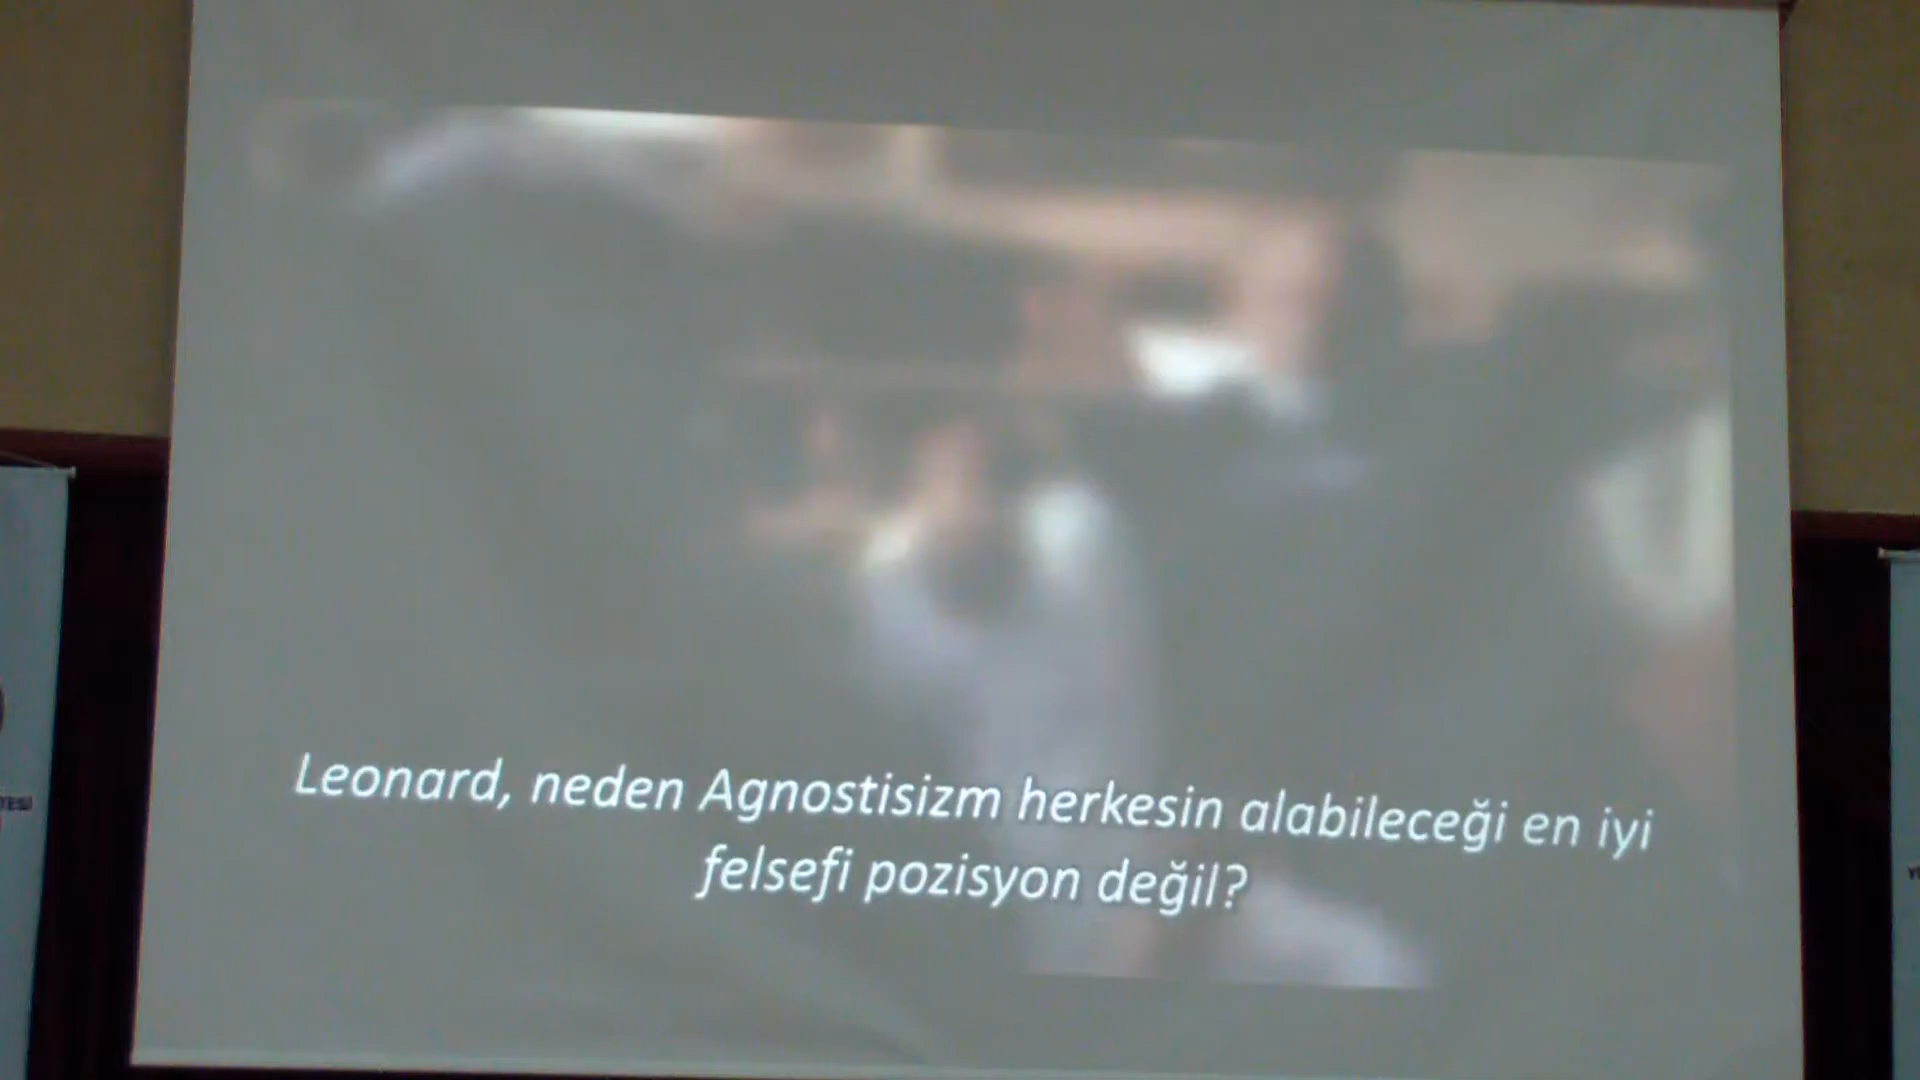 Leonard, neden Agnostisizm herkesin alabileceği en iyi
felsefi pozisyon değil?